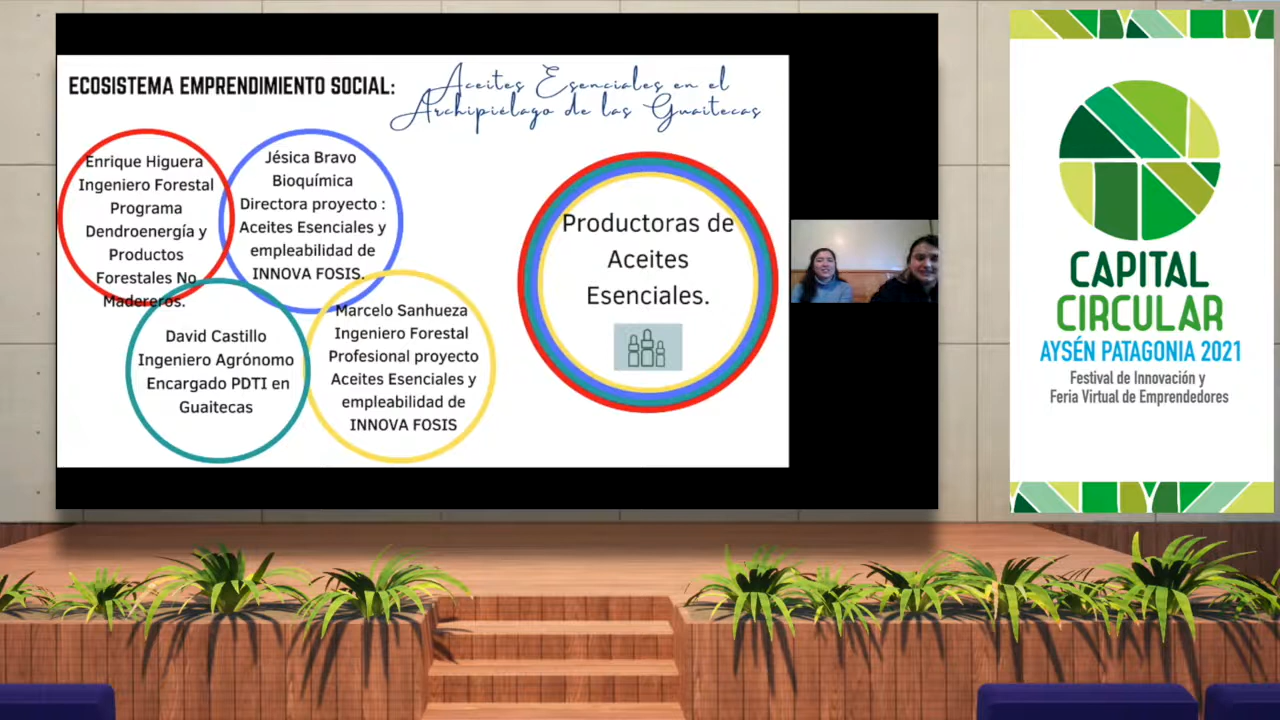 ECOSISTEMA EMPRENDIMIENTO SOCIAL:
Aceites Esenciales en el
Archipiélago de las Guaitecas
Enrique Higuera
Ingeniero Forestal
Programa
Dendroenergía y
Productos
Forestales No
Madereros.
Jésica Bravo
Bioquímica
Directora proyecto :
Aceites Esenciales y
empleabilidad de
INNOVA FOSIS.
David Castillo
Ingeniero Agrónomo
Encargado PDTI en
Guaitecas
Marcelo Sanhueza
Ingeniero Forestal
Profesional proyecto
Aceites Esenciales y
empleabilidad de
INNOVA FOSIS
Productoras de
Aceites
Esenciales.
CAPITAL
CIRCULAR
AYSÉN PATAGONIA 2021
Festival de Innovación y
Feria Virtual de Emprendedores